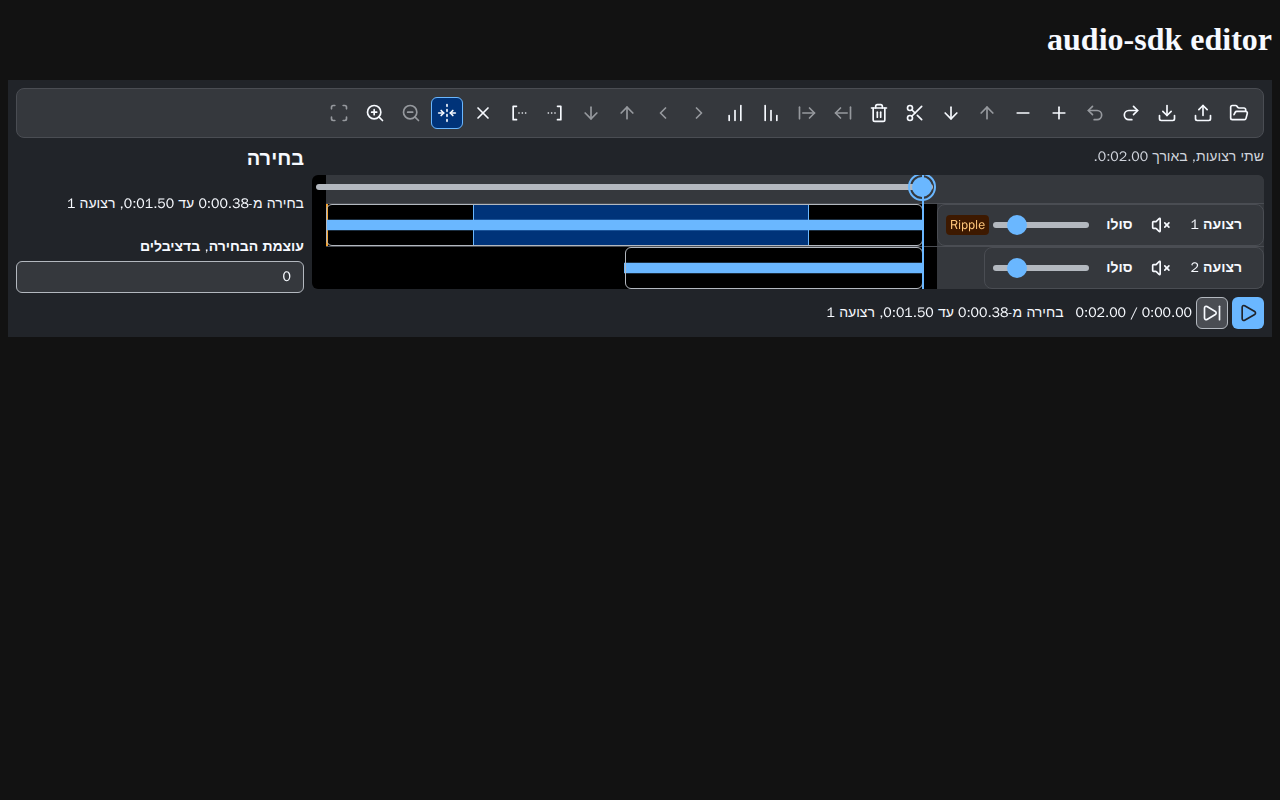 audio-sdk editor
שתי רצועות, באורך 0:02.00.
רצועה 1 סולו Ripple
רצועה 2 סולו
0:00.00 / 0:02.00 בחירה מ-0:00.38 עד 0:01.50, רצועה 1
בחירה
בחירה מ-0:00.38 עד 0:01.50, רצועה 1
עוצמת הבחירה, בדציבלים
0